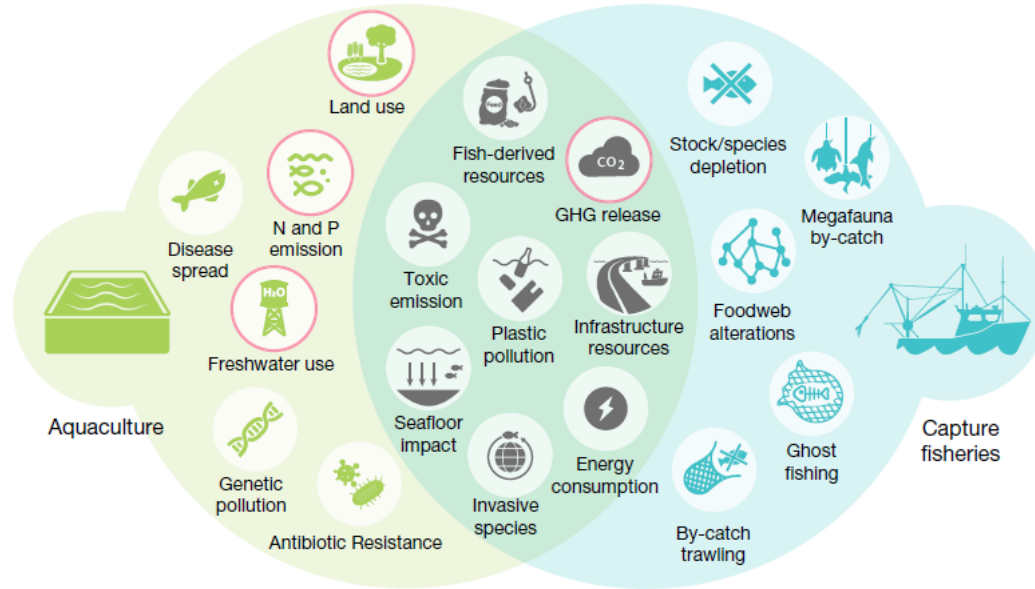 Land use
Feed
Fish-derived
resources
CO2
GHG release
Stock/species
depletion
Megafauna
by-catch
Disease
spread
N and P
emission
Toxic
emission
Plastic
pollution
Infrastructure
resources
Foodweb
alterations
H2O
Freshwater use
Aquaculture
Seafloor
impact
Energy
consumption
Ghost
fishing
Capture
fisheries
Genetic
pollution
Antibiotic Resistance
Invasive
species
By-catch
trawling